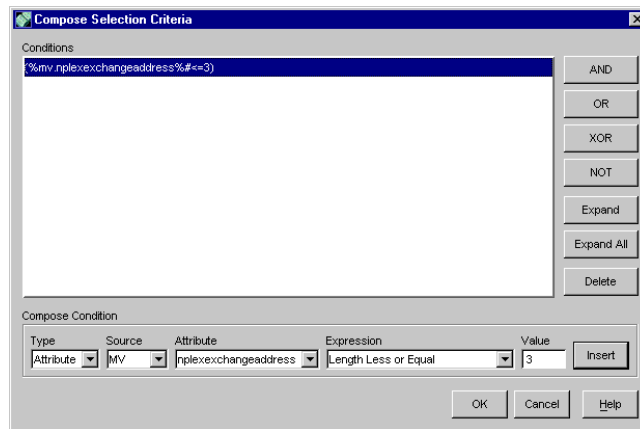 Compose Selection Criteria
Conditions
(%mv.nplexexchangeaddress%#<=3)
AND
OR
XOR
NOT
Expand
Expand All
Delete
Compose Condition
Type Source Attribute Expression Value
Attribute MV nplexexchangeaddress Length Less or Equal 3 Insert
OK Cancel Help